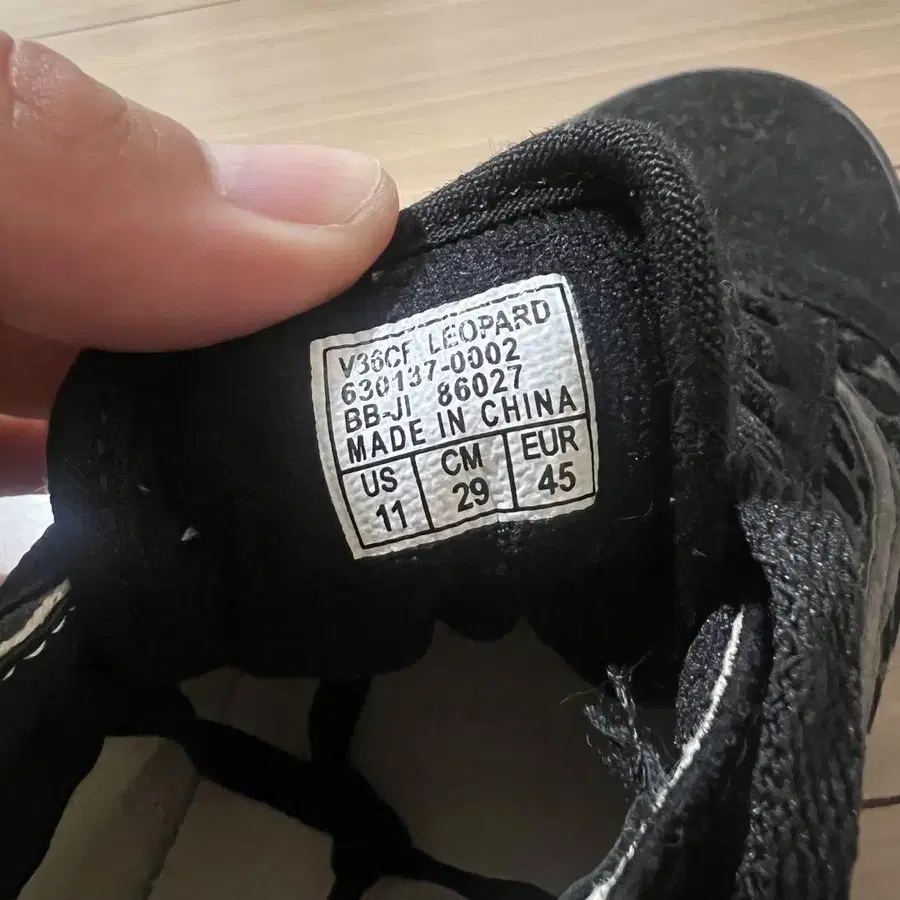 V36CF LEOPARD
630137-0002
BB-JI 86027
MADE IN CHINA
US CM EUR
11 29 45